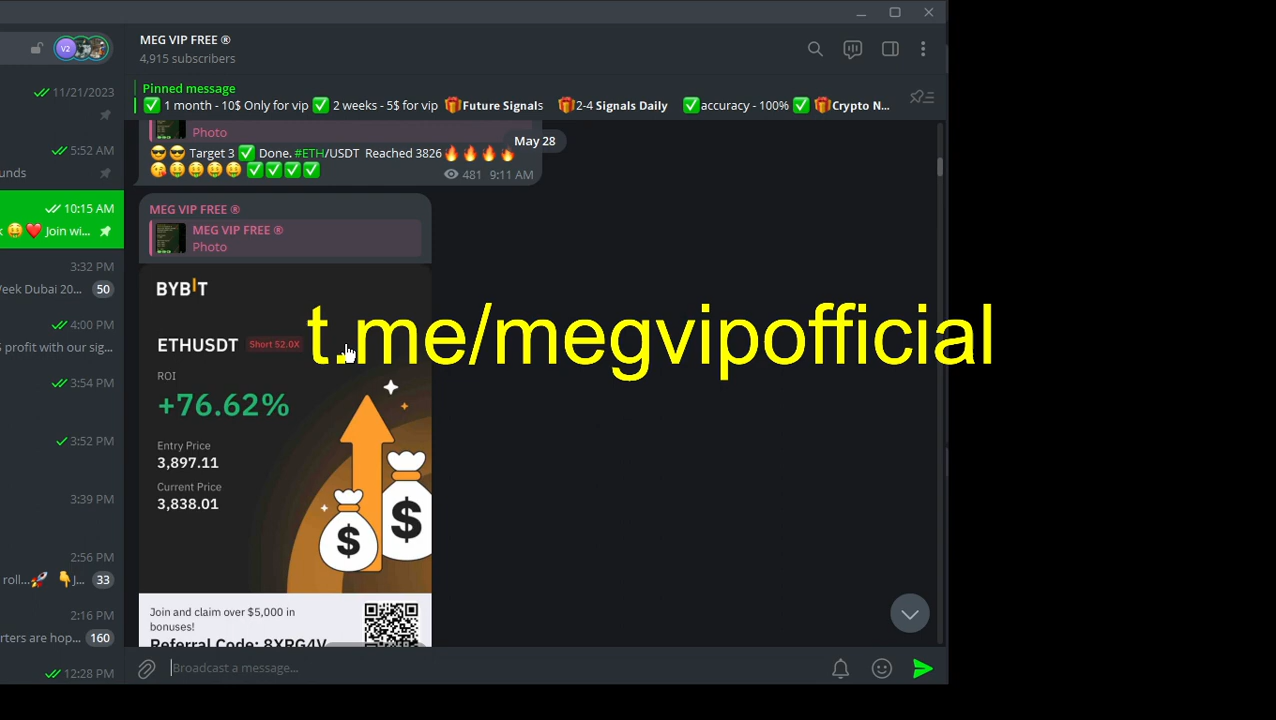 MEG VIP FREE ®
4,915 subscribers
V2
Pinned message
✅ 1 month - 10$ Only for vip ✅ 2 weeks - 5$ for vip 🎁Future Signals 🎁2-4 Signals Daily ✅accuracy - 100% ✅ 🎁Crypto N...
11/21/2023
5:52 AM
unds
10:15 AM
k 🤑 ❤️ Join wi...
3:32 PM
Week Dubai 20... 50
4:00 PM
S profit with our sig...
3:54 PM
3:52 PM
3:39 PM
2:56 PM
roll...🚀 👇J... 33
2:16 PM
rters are hop... 160
12:28 PM
Photo
May 28
😎😎 Target 3 ✅ Done. #ETH/USDT Reached 3826🔥🔥🔥🔥
😘🤑🤑🤑🤑 ✅✅✅✅
481 9:11 AM
MEG VIP FREE ®
MEG VIP FREE ®
Photo
BYBIT
ETHUSDT Short 52.0X
t.me/megvipofficial
ROI
+76.62%
Entry Price
3,897.11
Current Price
3,838.01
Join and claim over $5,000 in
bonuses!
Referral Code: 8XRG4V
Broadcast a message...